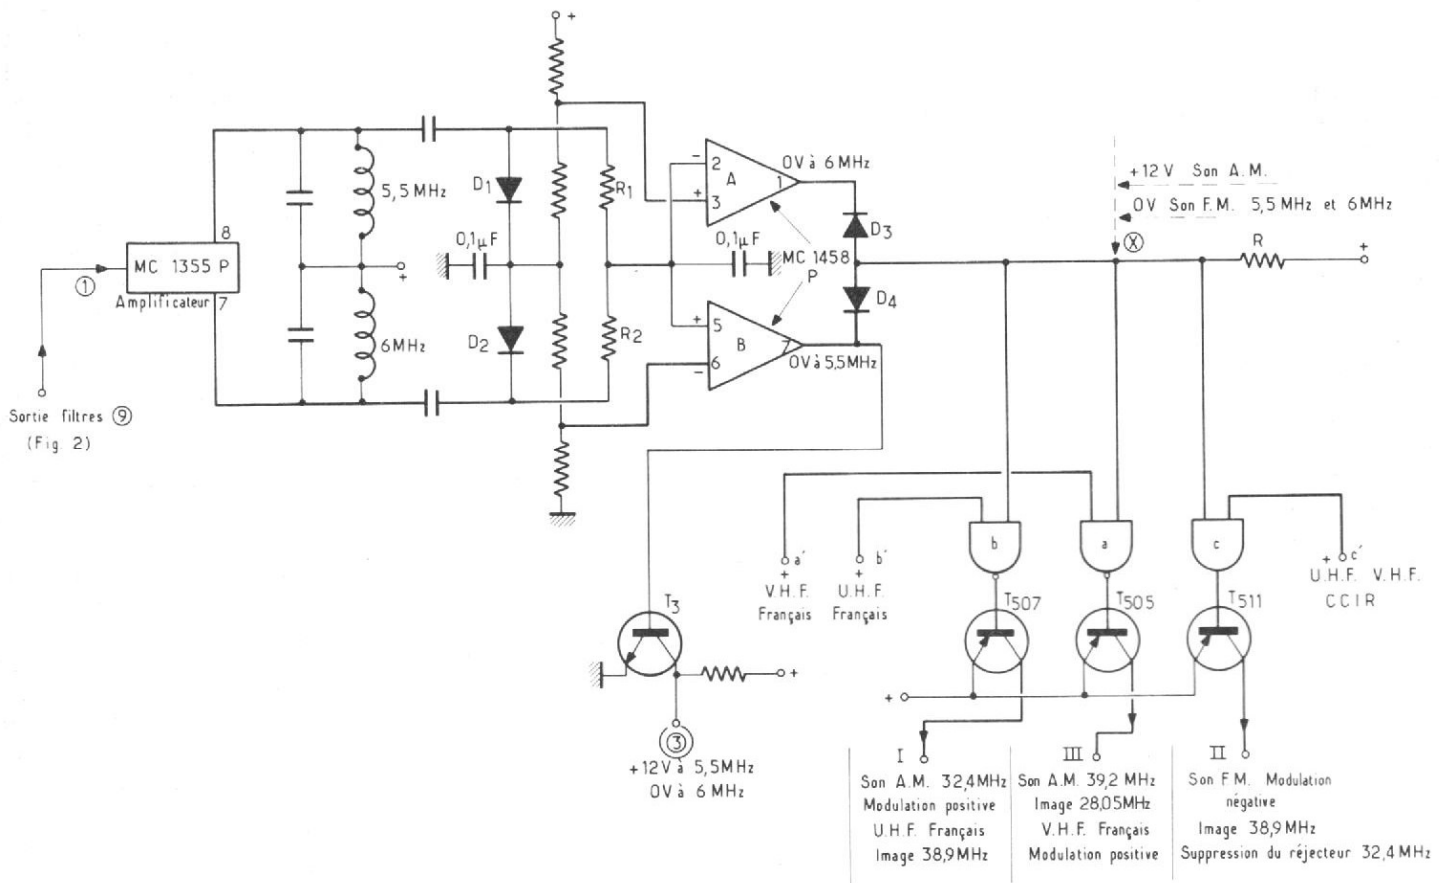 +
8
5,5 MHz
D1
R1
0,1µF
MC 1355 P
Amplificateur
7
①
+
6MHz
D2
R2
Sortie filtres ⑨
(Fig. 2)
−
2
A
1
+
3
0V à 6 MHz
D3
0,1µF
MC 1458
P
D4
+
5
B
7
6
−
0V à 5,5MHz
+12V Son A.M.
0V Son F.M. 5,5 MHz et 6MHz
Ⓧ
R
+
b
a
c
a'
+
V.H.F.
Français
b'
+
U.H.F.
Français
+ c'
U.H.F. V.H.F.
CCIR
T3
T507
T505
T511
+
+
③
+12V à 5,5MHz
0V à 6 MHz
I
Son A.M. 32,4MHz
Modulation positive
U.H.F. Français
Image 38,9MHz
III
Son A.M. 39,2 MHz
Image 28,05MHz
V.H.F. Français
Modulation positive
II
Son F.M. Modulation
négative
Image 38,9MHz
Suppression du réjecteur 32,4MHz